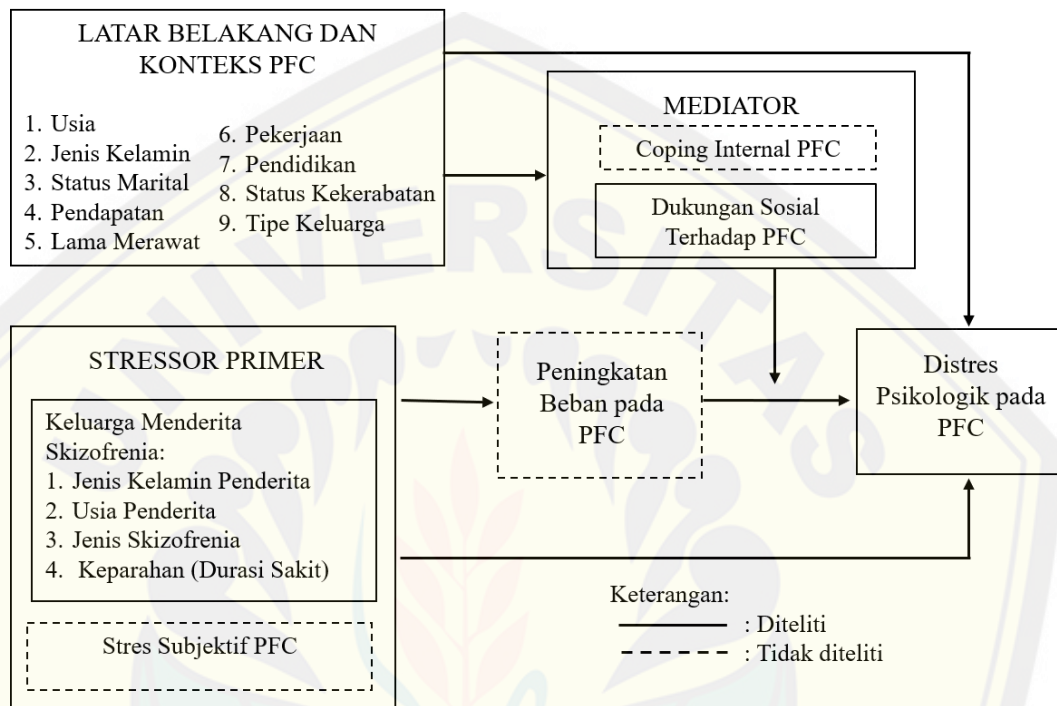 LATAR BELAKANG DAN
KONTEKS PFC
1. Usia
2. Jenis Kelamin
3. Status Marital
4. Pendapatan
5. Lama Merawat
6. Pekerjaan
7. Pendidikan
8. Status Kekerabatan
9. Tipe Keluarga
MEDIATOR
Coping Internal PFC
Dukungan Sosial
Terhadap PFC
STRESSOR PRIMER
Keluarga Menderita
Skizofrenia:
1. Jenis Kelamin Penderita
2. Usia Penderita
3. Jenis Skizofrenia
4. Keparahan (Durasi Sakit)
Stres Subjektif PFC
Peningkatan
Beban pada
PFC
Distres
Psikologik pada
PFC
Keterangan:
: Diteliti
: Tidak diteliti
UNIVERSITAS